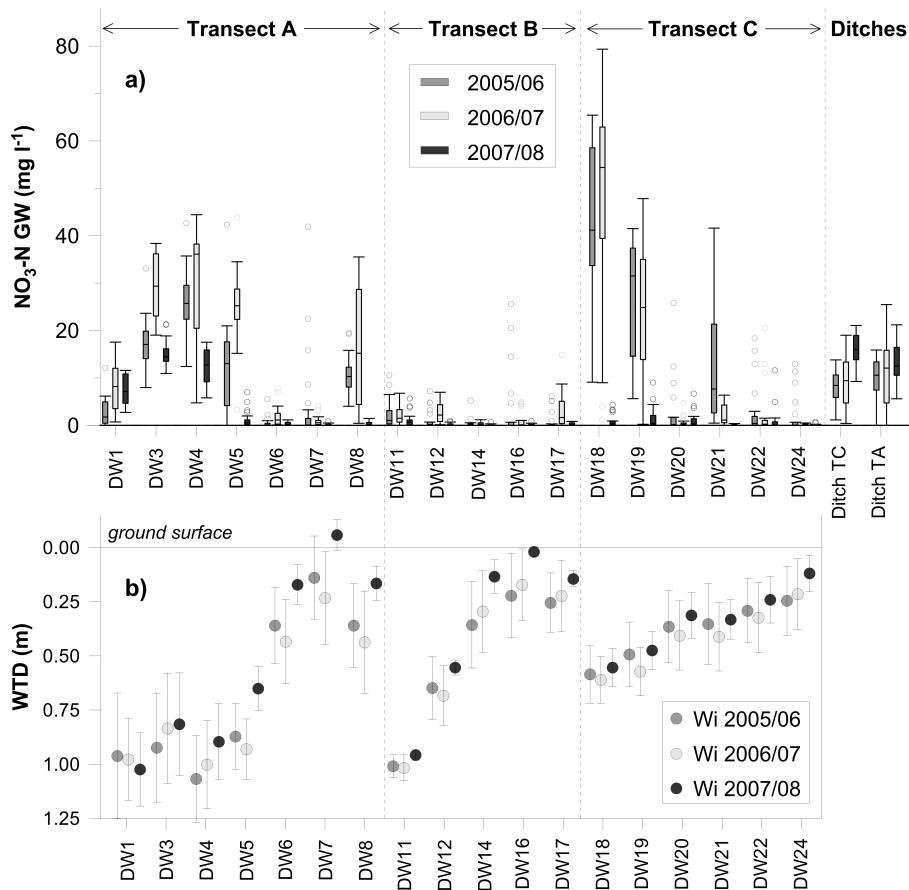 Transect A
Transect B
Transect C
Ditches
a)
NO3-N GW (mg l-1)
80
60
40
20
0
2005/06
2006/07
2007/08
DW1
DW3
DW4
DW5
DW6
DW7
DW8
DW11
DW12
DW14
DW16
DW17
DW18
DW19
DW20
DW21
DW22
DW24
Ditch TC
Ditch TA
ground surface
b)
WTD (m)
0.00
0.25
0.50
0.75
1.00
1.25
Wi 2005/06
Wi 2006/07
Wi 2007/08
DW1
DW3
DW4
DW5
DW6
DW7
DW8
DW11
DW12
DW14
DW16
DW17
DW18
DW19
DW20
DW21
DW22
DW24